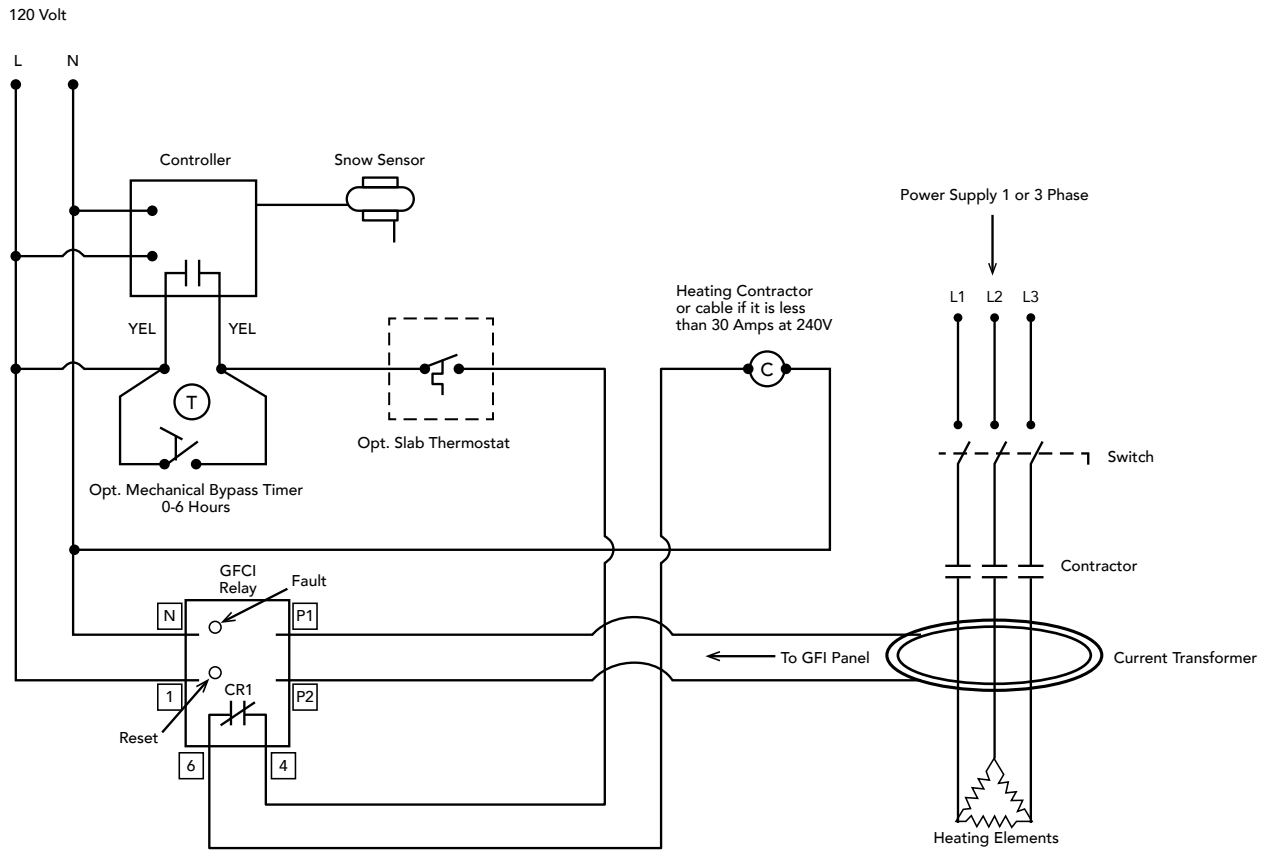 120 Volt
L
N
Controller
Snow Sensor
Power Supply 1 or 3 Phase
Heating Contractor
or cable if it is less
than 30 Amps at 240V
L1
L2
L3
YEL
YEL
C
T
Opt. Slab Thermostat
Switch
Opt. Mechanical Bypass Timer
0-6 Hours
Contractor
GFCI
Relay
Fault
N
P1
To GFI Panel
Current Transformer
1
CR1
P2
Reset
6
4
Heating Elements